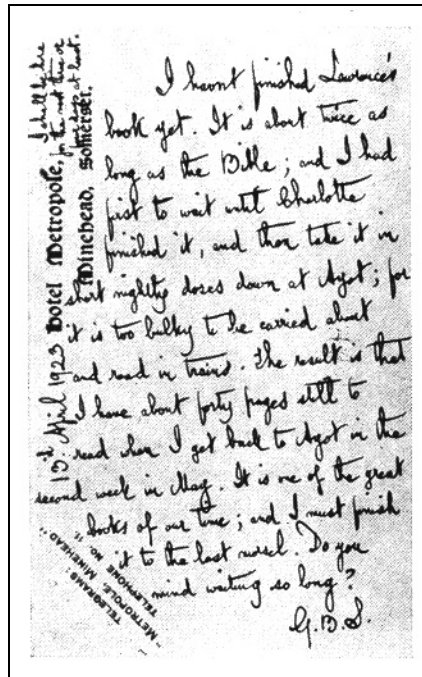 I havnt finished Lawrence's
book yet. It is about twice as
long as the Bible; and I had
first to wait until Charlotte
finished it, and then take it in
short nightly doses down at Ayot; for
it is too bulky to be carried about
and read in trains. The result is that
I have about forty pages still to
read when I get back to Ayot in the
second week in May. It is one of the great
books of our time; and I must finish
it to the last morsel. Do you
mind waiting so long?
G.B.S.
13th April 1923
Hotel Metropole,
Minehead, Somerset.
I shall be here
for the next three or
four days at least.
TELEGRAMS:
"METROPOLE, MINEHEAD"
TELEPHONE NO. 11